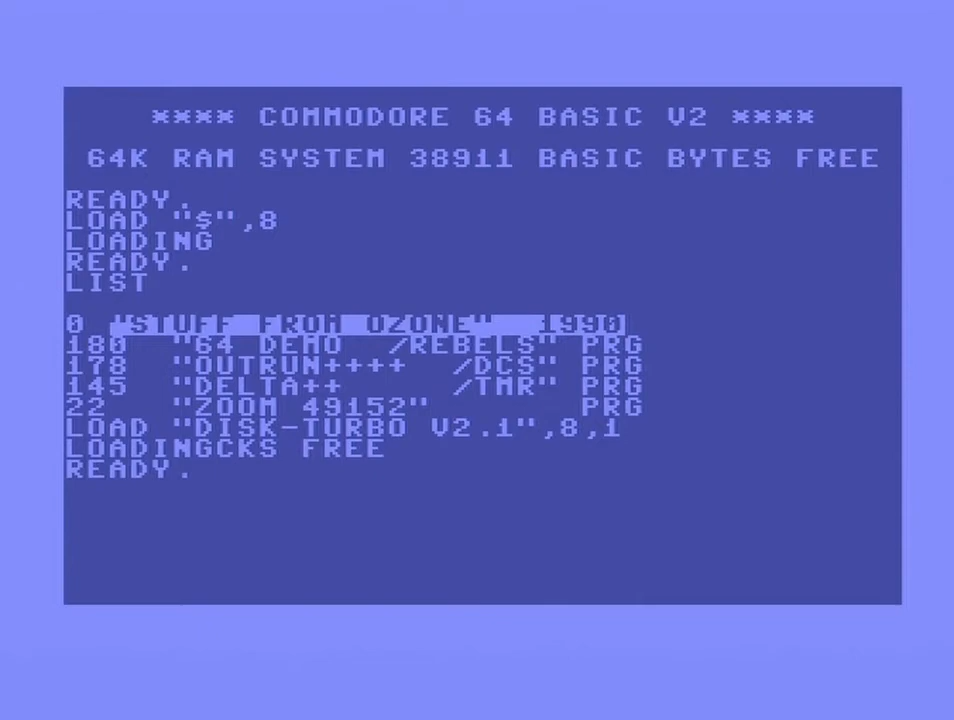 **** COMMODORE 64 BASIC V2 ****
64K RAM SYSTEM 38911 BASIC BYTES FREE
READY.
LOAD "$",8
LOADING
READY.
LIST
0 "STUFF FROM OZONE" 1990
180 "64 DEMO /REBELS" PRG
178 "OUTRUN++++ /DCS" PRG
145 "DELTA++ /TMR" PRG
22 "ZOOM 49152" PRG
LOAD "DISK-TURBO V2.1",8,1
LOADINGCKS FREE
READY.